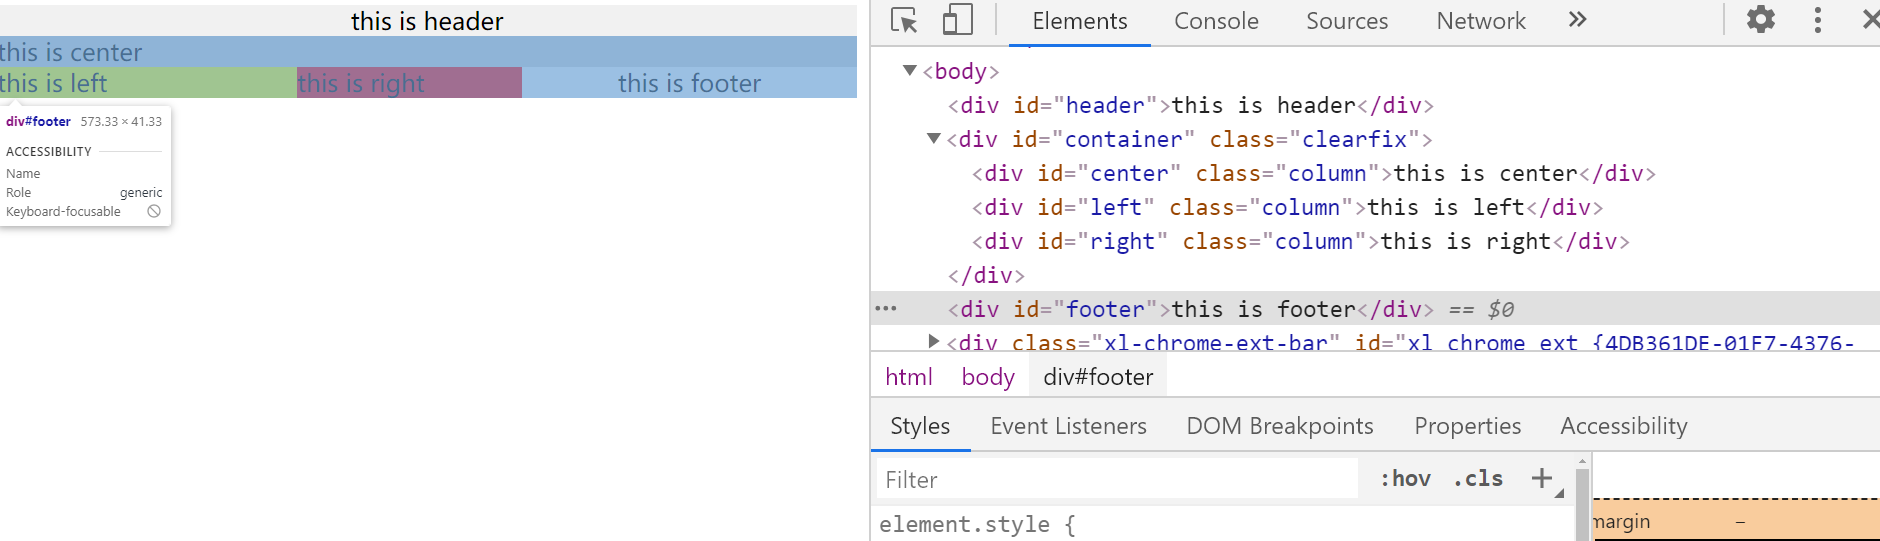 this is header
this is center
this is left this is right this is footer
div#footer 573.33 × 41.33
ACCESSIBILITY
Name
Role generic
Keyboard-focusable
Elements Console Sources Network »
▼<body>
<div id="header">this is header</div>
▼<div id="container" class="clearfix">
<div id="center" class="column">this is center</div>
<div id="left" class="column">this is left</div>
<div id="right" class="column">this is right</div>
</div>
<div id="footer">this is footer</div> == $0
▶<div class="xl-chrome-ext-bar" id="xl_chrome_ext_{4DB361DE-01F7-4376-
html body div#footer
Styles Event Listeners DOM Breakpoints Properties Accessibility
Filter :hov .cls +
element.style {
margin –